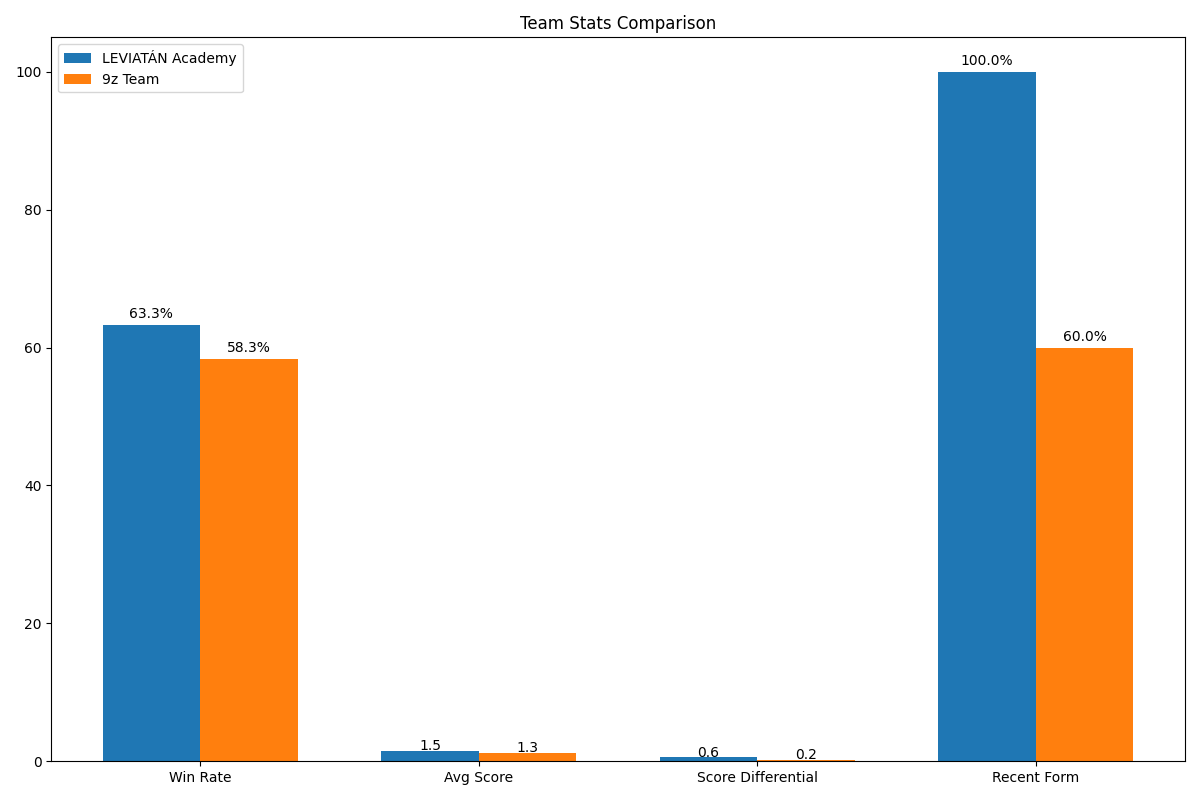 Team Stats Comparison
LEVIATÁN Academy
9z Team
100
80
60
40
20
0
63.3%
58.3%
1.5
1.3
0.6
0.2
100.0%
60.0%
Win Rate
Avg Score
Score Differential
Recent Form